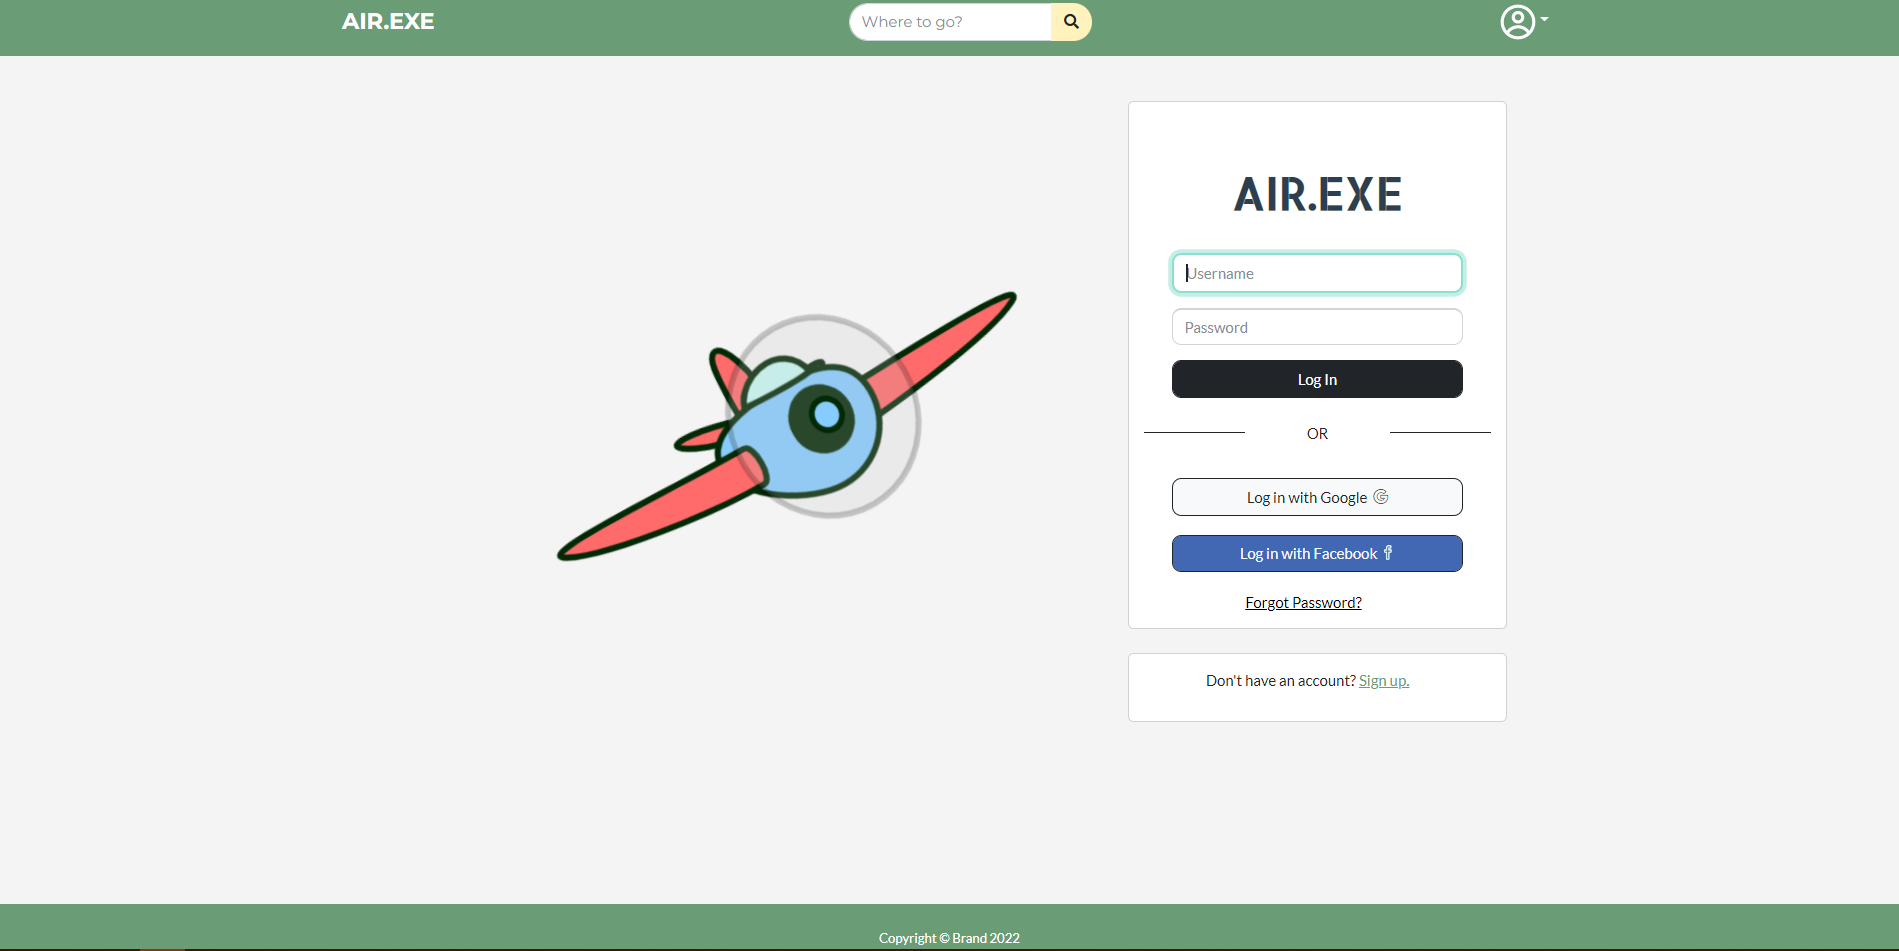 AIR.EXE
Where to go?
AIR.EXE
Username
Password
Log In
OR
Log in with Google
Log in with Facebook
Forgot Password?
Don't have an account? Sign up.
Copyright © Brand 2022